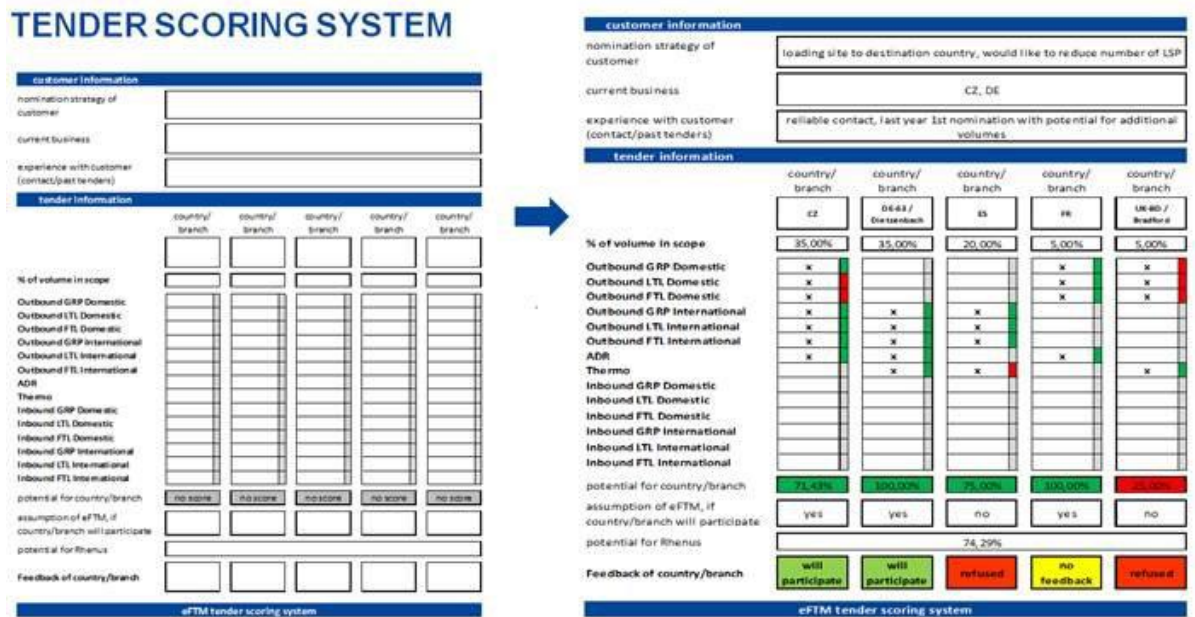 TENDER SCORING SYSTEM
customer information
nomination strategy of
customer
current business
experience with customer
(contact/past tenders)
tender information
country/ country/ country/ country/ country/
branch branch branch branch branch
% of volume in scope
Outbound GRP Domestic
Outbound LTL Domestic
Outbound FTL Domestic
Outbound GRP International
Outbound LTL International
Outbound FTL International
ADR
Thermo
Inbound GRP Domestic
Inbound LTL Domestic
Inbound FTL Domestic
Inbound GRP International
Inbound LTL International
Inbound FTL International
potential for country/branch no score no score no score no score no score
assumption of eFTM, if
country/branch will participate
potential for Rhenus
Feedback of country/branch
eFTM tender scoring system
customer information
nomination strategy of
customer
loading site to destination country, would like to reduce number of LSP
current business CZ, DE
experience with customer
(contact/past tenders)
reliable contact, last year 1st nomination with potential for additional
volumes
tender information
country/ country/ country/ country/ country/
branch branch branch branch branch
CZ DE-63 / Dietzenbach ES FR UK-BD / Bradford
% of volume in scope 35,00% 35,00% 20,00% 5,00% 5,00%
Outbound GRP Domestic x x x
Outbound LTL Domestic x x x
Outbound FTL Domestic x x x
Outbound GRP International x x x
Outbound LTL International x x x
Outbound FTL International x x x
ADR x x
Thermo x x x
Inbound GRP Domestic
Inbound LTL Domestic
Inbound FTL Domestic
Inbound GRP International
Inbound LTL International
Inbound FTL International
potential for country/branch 71,43% 100,00% 75,00% 100,00% 25,00%
assumption of eFTM, if
country/branch will participate yes yes no yes no
potential for Rhenus 74,29%
Feedback of country/branch will participate will participate refused no feedback refused
eFTM tender scoring system